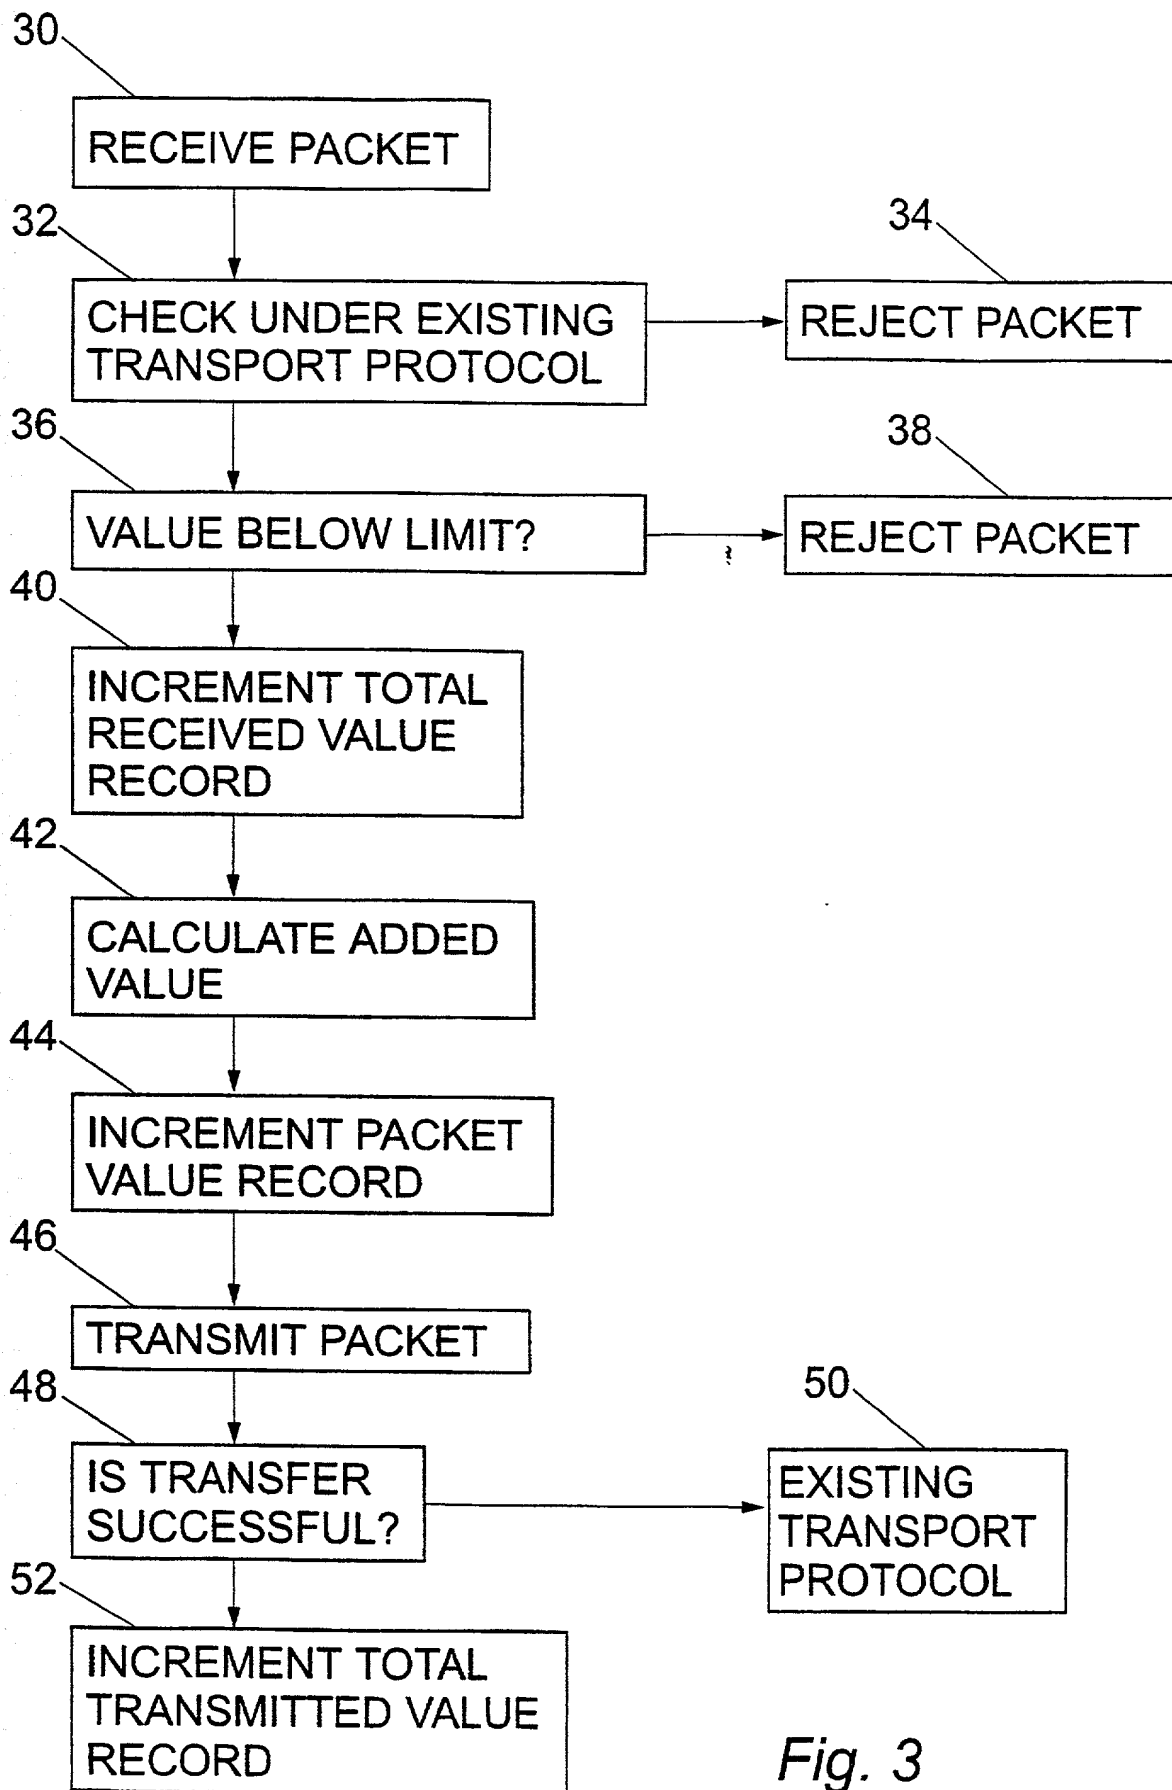 30
RECEIVE PACKET
32
34
CHECK UNDER EXISTING
TRANSPORT PROTOCOL
REJECT PACKET
36
38
VALUE BELOW LIMIT?
REJECT PACKET
40
INCREMENT TOTAL
RECEIVED VALUE
RECORD
42
CALCULATE ADDED
VALUE
44
INCREMENT PACKET
VALUE RECORD
46
TRANSMIT PACKET
48
50
IS TRANSFER
SUCCESSFUL?
EXISTING
TRANSPORT
PROTOCOL
52
INCREMENT TOTAL
TRANSMITTED VALUE
RECORD
Fig. 3